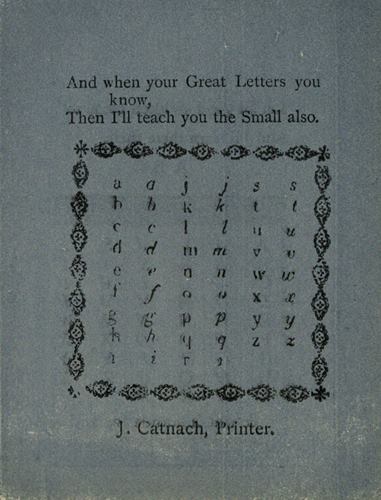 And when your Great Letters you
know,
Then I'll teach you the Small also.
a a j j s s
b b k k t t
c c l l u u
d d m m v v
e e n n w w
f f o o x x
g g p p y y
h h q q z z
i i r r
J. Catnach, Printer.